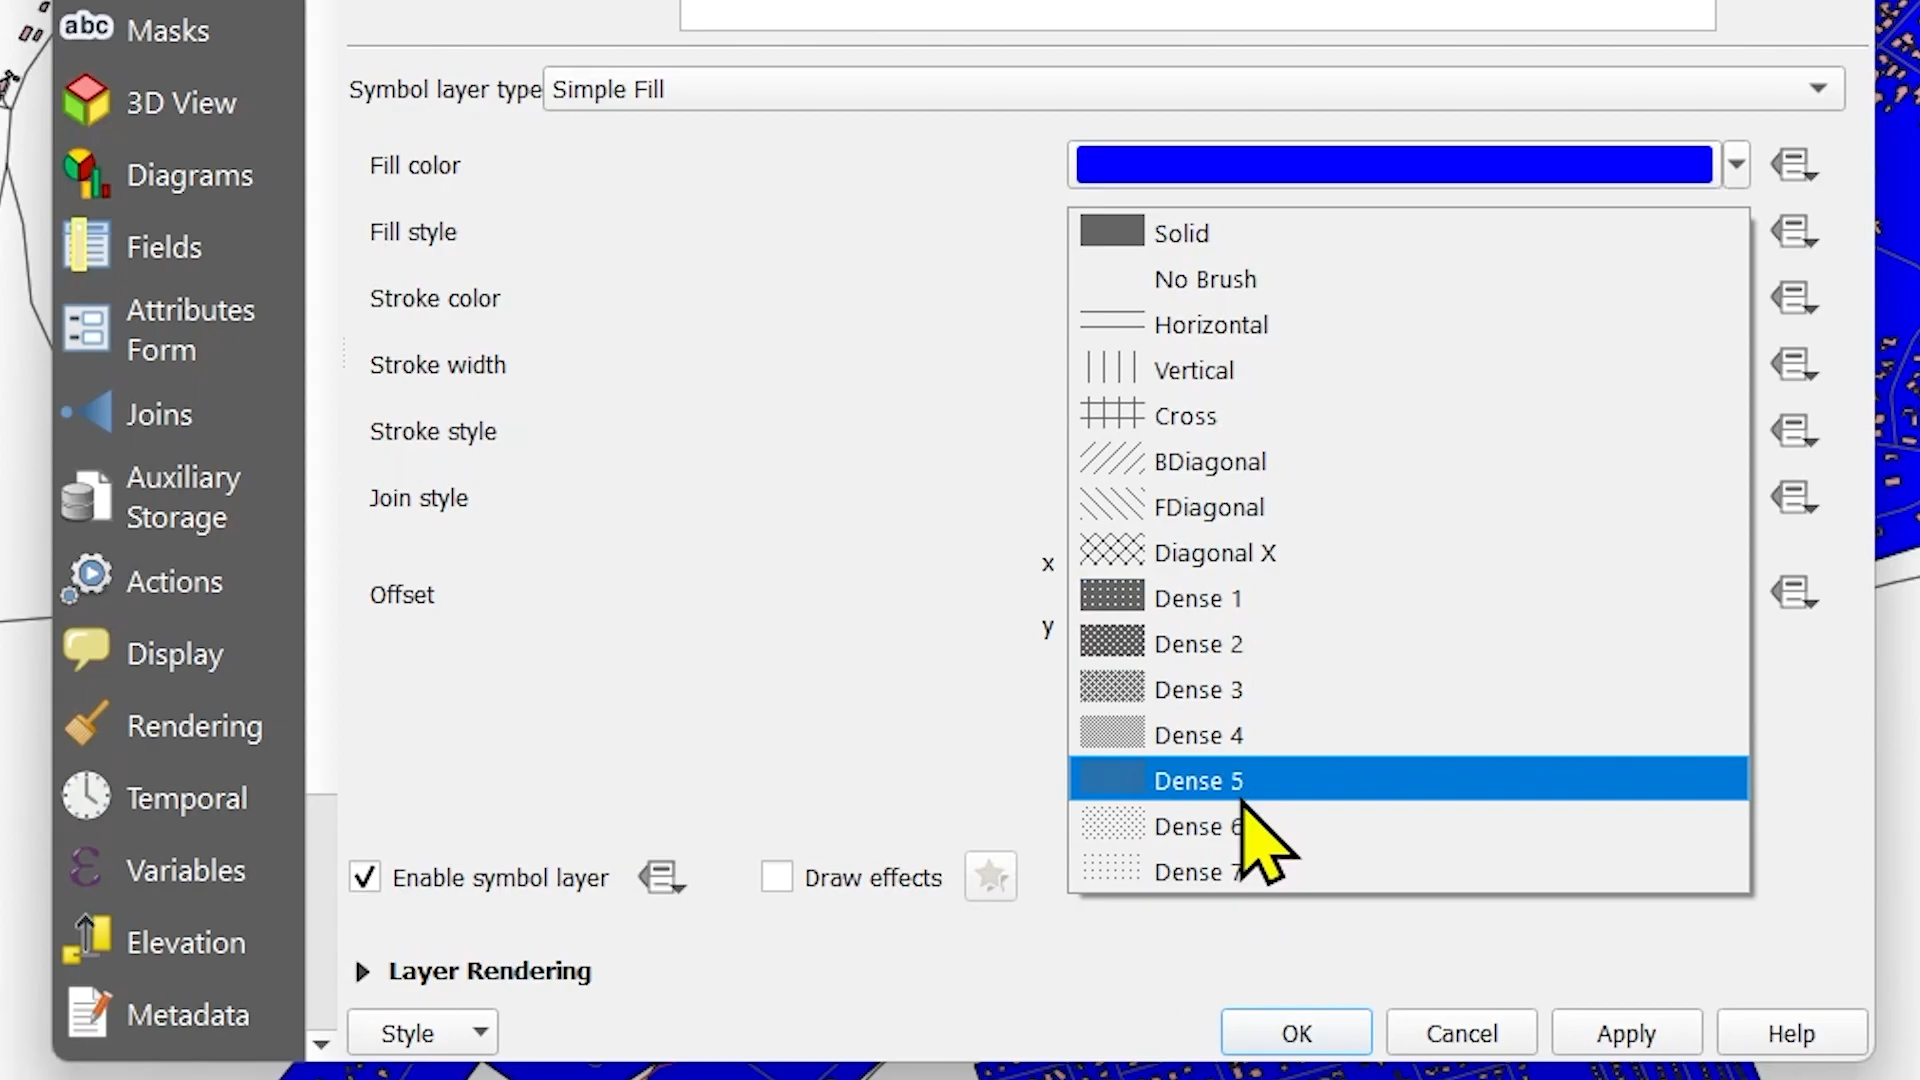 abc
Masks
3D View
Diagrams
Fields
Attributes
Form
Joins
Auxiliary
Storage
Actions
Display
Rendering
Temporal
Variables
Elevation
Metadata
Symbol layer type Simple Fill
Fill color
Fill style
Stroke color
Stroke width
Stroke style
Join style
Offset
x
y
Solid
No Brush
Horizontal
Vertical
Cross
BDiagonal
FDiagonal
Diagonal X
Dense 1
Dense 2
Dense 3
Dense 4
Dense 5
Dense 6
Dense 7
Enable symbol layer
Draw effects
Layer Rendering
Style
OK
Cancel
Apply
Help